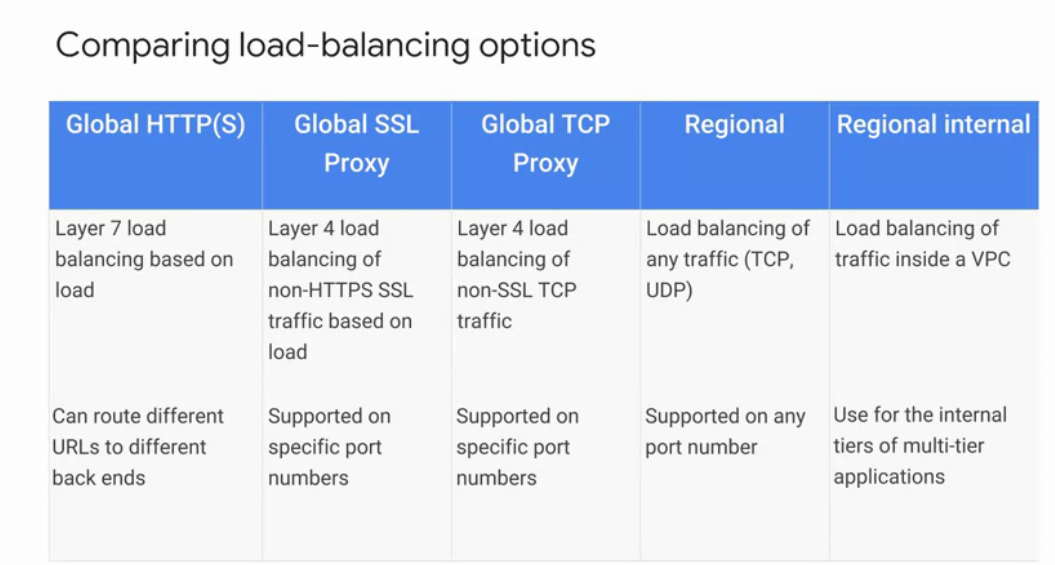 Comparing load-balancing options
Global HTTP(S)
Global SSL
Proxy
Global TCP
Proxy
Regional
Regional internal
Layer 7 load
balancing based on
load
Layer 4 load
balancing of
non-HTTPS SSL
traffic based on
load
Layer 4 load
balancing of
non-SSL TCP
traffic
Load balancing of
any traffic (TCP,
UDP)
Load balancing of
traffic inside a VPC
Can route different
URLs to different
back ends
Supported on
specific port
numbers
Supported on
specific port
numbers
Supported on any
port number
Use for the internal
tiers of multi-tier
applications